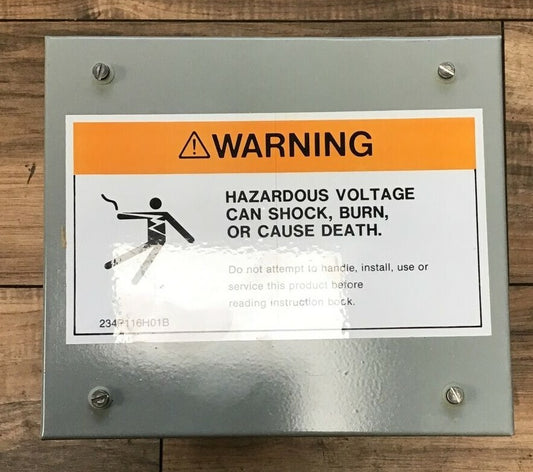 ⚠WARNING
HAZARDOUS VOLTAGE
CAN SHOCK, BURN,
OR CAUSE DEATH.
Do not attempt to handle, install, use or
service this product before
reading instruction book.